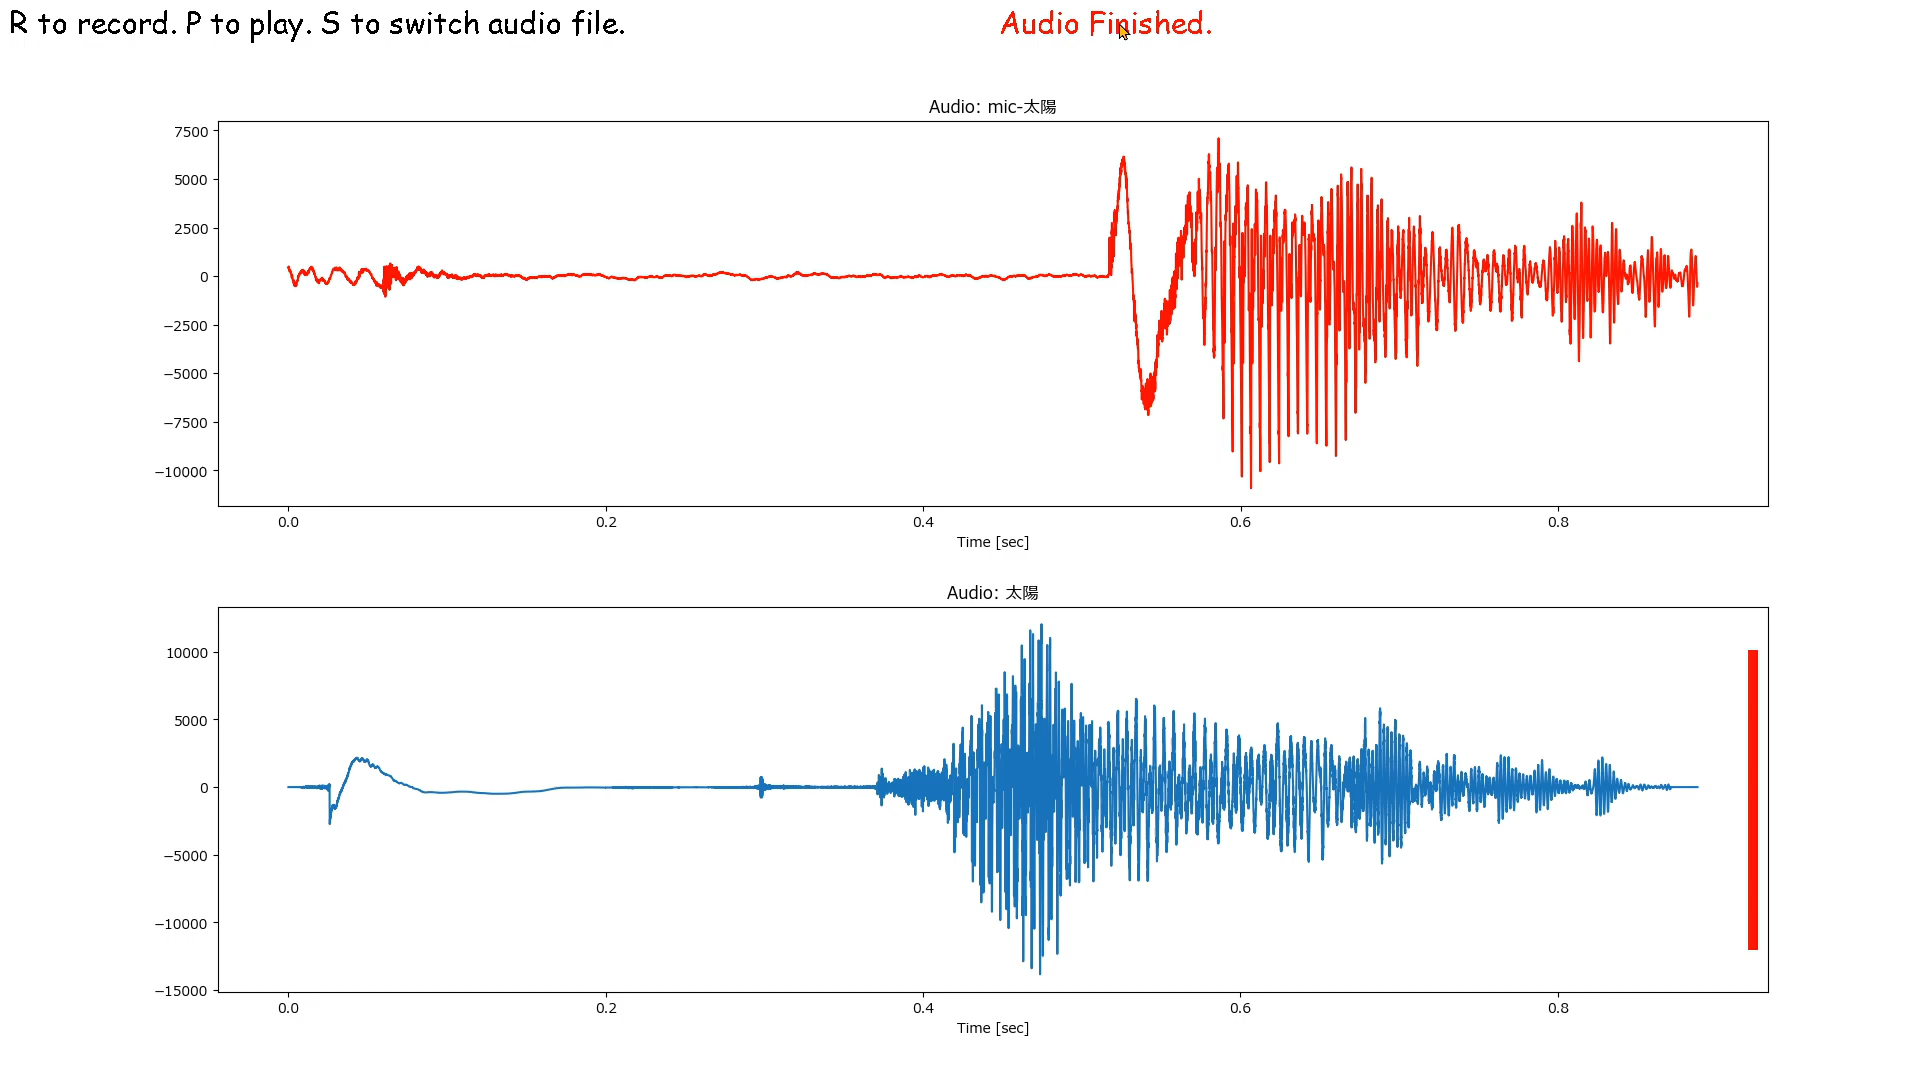 R to record. P to play. S to switch audio file.
Audio Finished.
Audio: mic-太陽
7500
5000
2500
0
−2500
−5000
−7500
−10000
0.0 0.2 0.4 0.6 0.8
Time [sec]
Audio: 太陽
10000
5000
0
−5000
−10000
−15000
0.0 0.2 0.4 0.6 0.8
Time [sec]